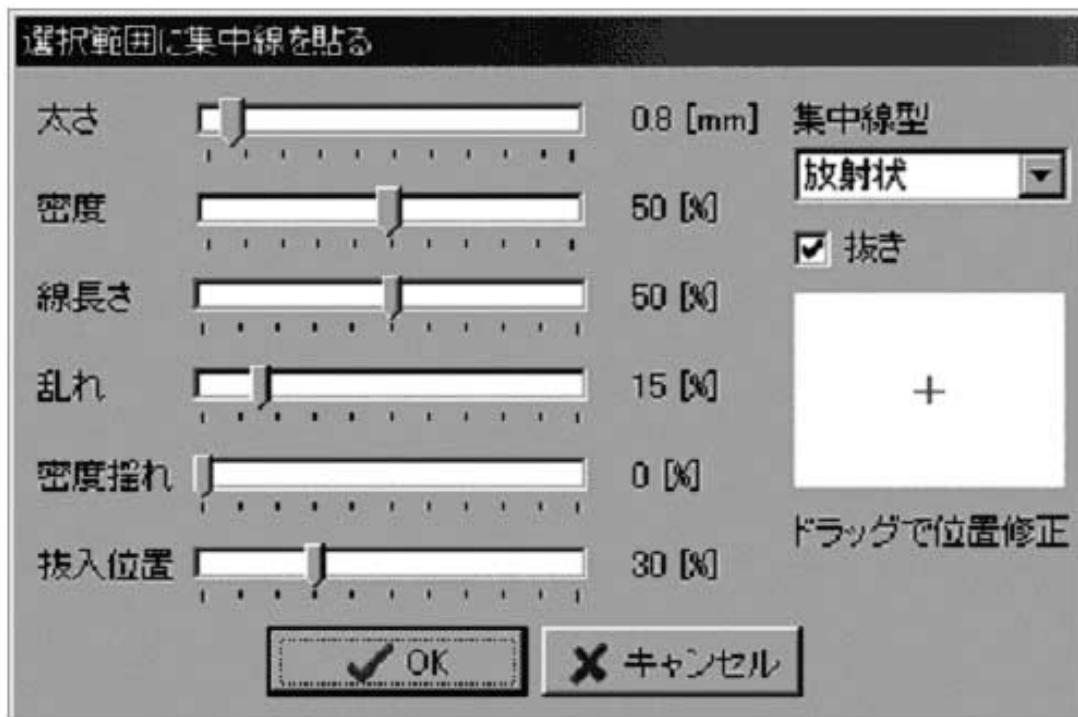 選択範囲に集中線を貼る
太さ 0.8 [mm]
密度 50 [%]
線長さ 50 [%]
乱れ 15 [%]
密度揺れ 0 [%]
抜入位置 30 [%]
集中線型
放射状
抜き
ドラッグで位置修正
OK キャンセル